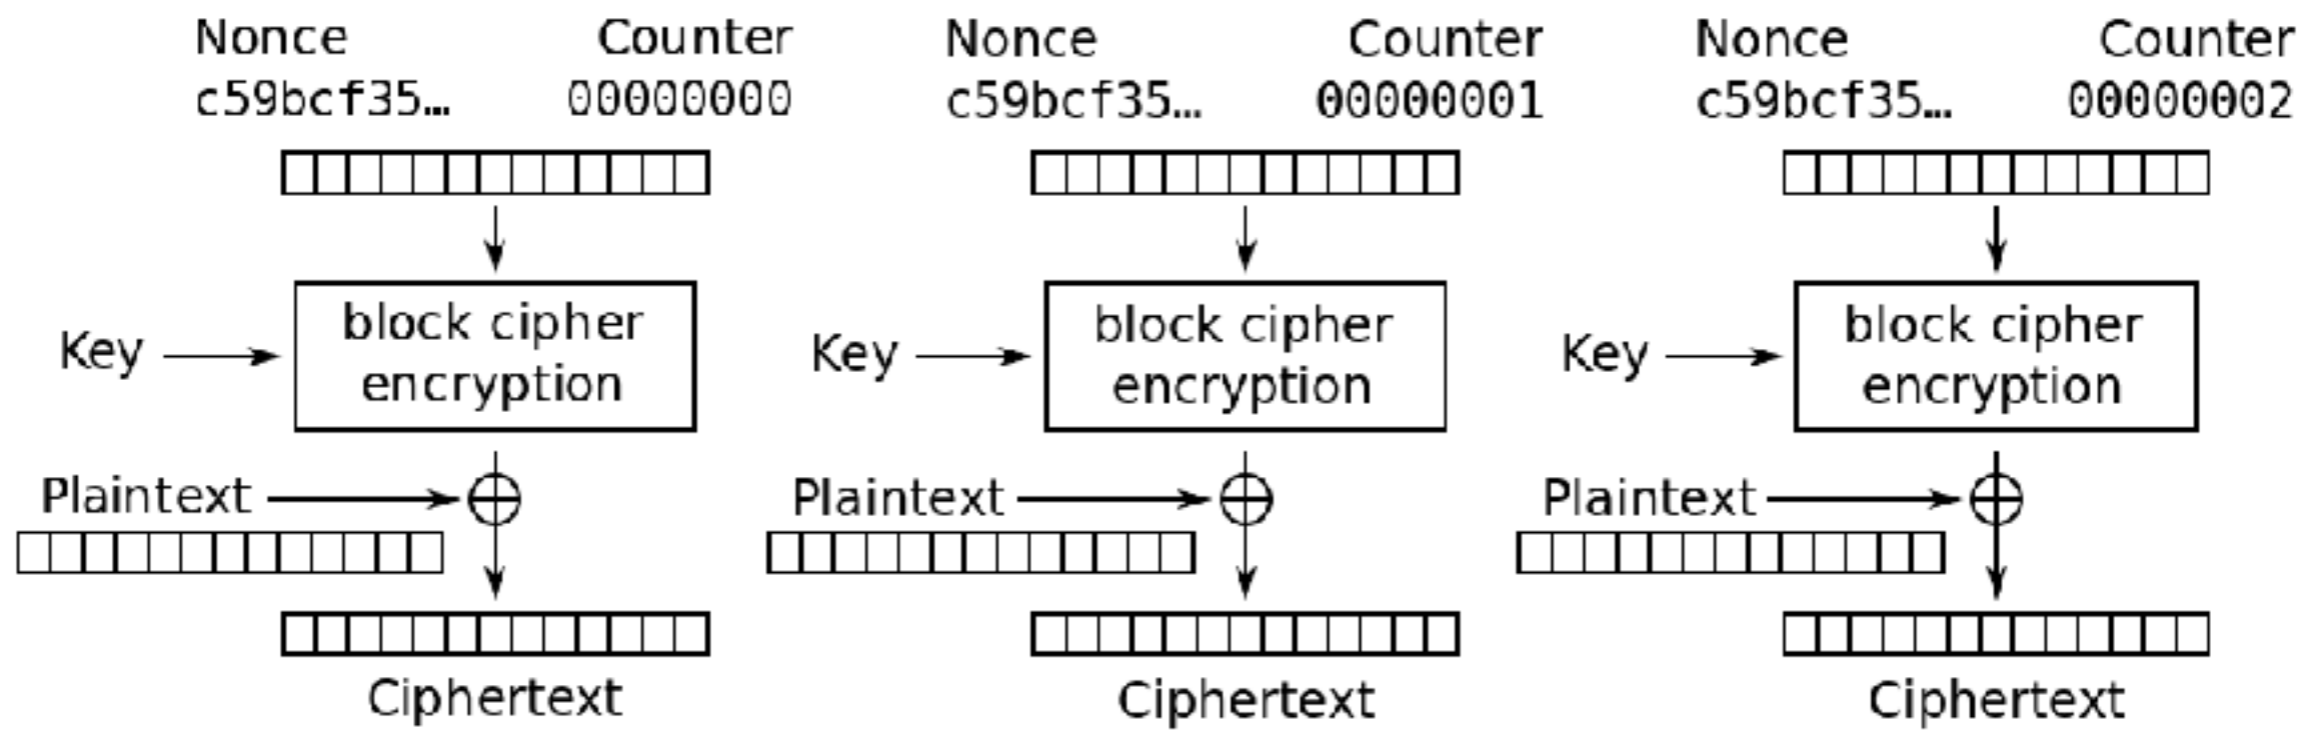 Nonce Counter Nonce Counter Nonce Counter
c59bcf35… 00000000 c59bcf35… 00000001 c59bcf35… 00000002
block cipher block cipher block cipher
Key Key Key
encryption encryption encryption
Plaintext Plaintext Plaintext
Ciphertext Ciphertext Ciphertext